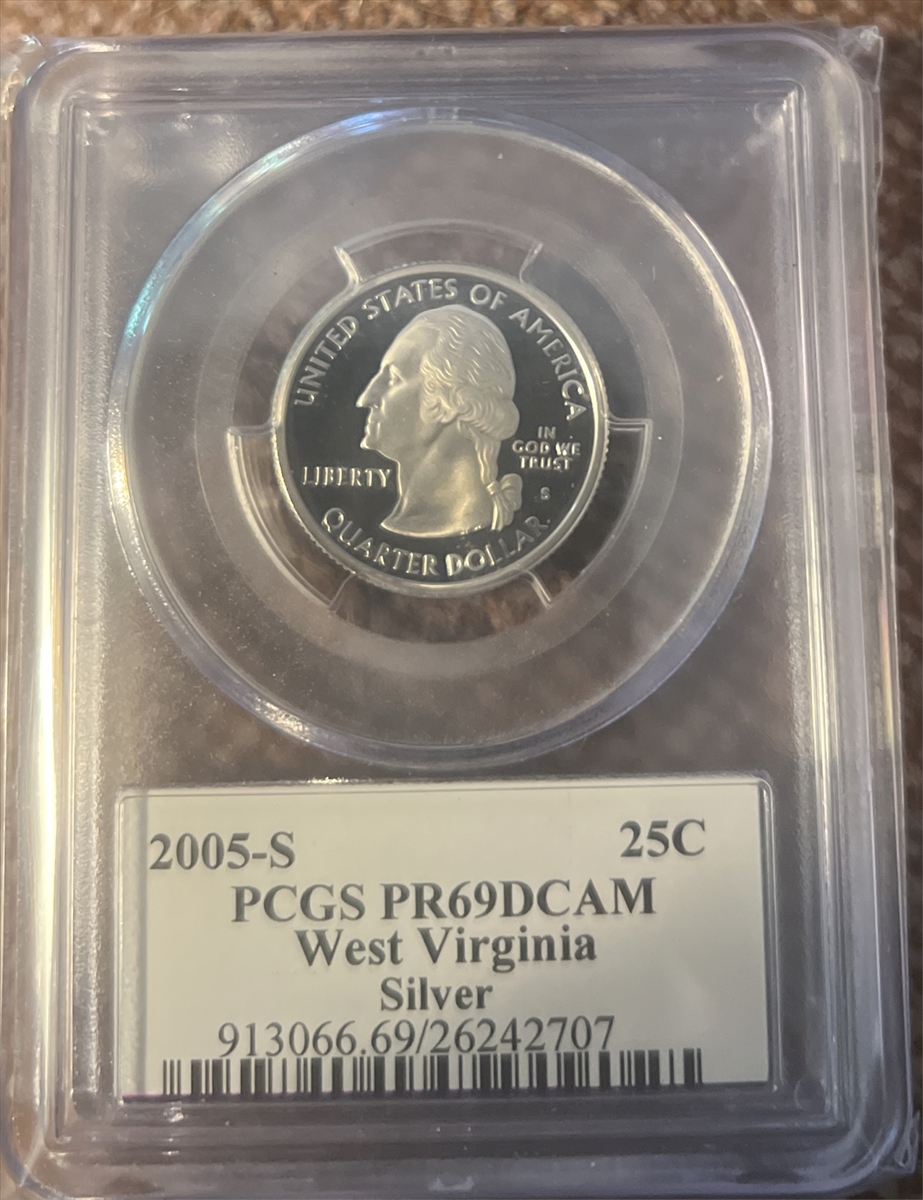 UNITED STATES OF AMERICA
IN
GOD WE
TRUST
LIBERTY
S
QUARTER DOLLAR
2005-S 25C
PCGS PR69DCAM
West Virginia
Silver
913066.69/26242707